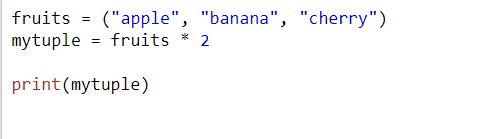 fruits = ("apple", "banana", "cherry")
mytuple = fruits * 2
print(mytuple)